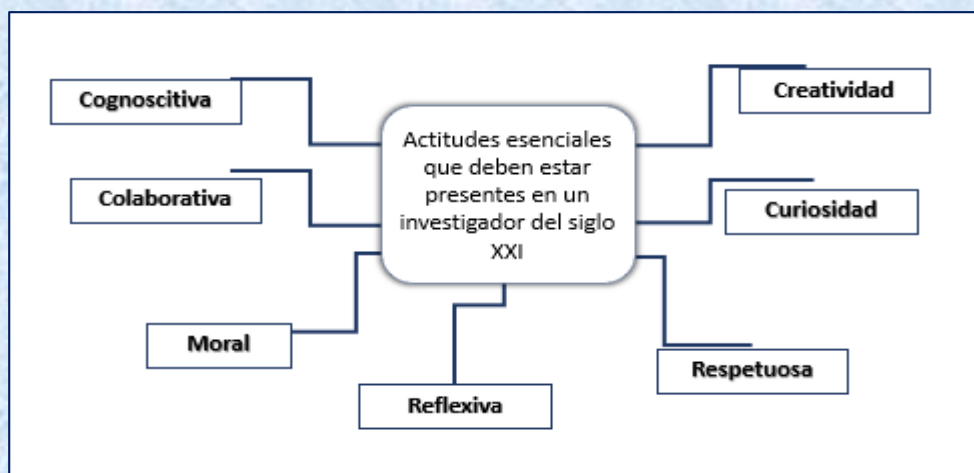 Cognoscitiva
Colaborativa
Moral
Reflexiva
Actitudes esenciales
que deben estar
presentes en un
investigador del siglo
XXI
Creatividad
Curiosidad
Respetuosa